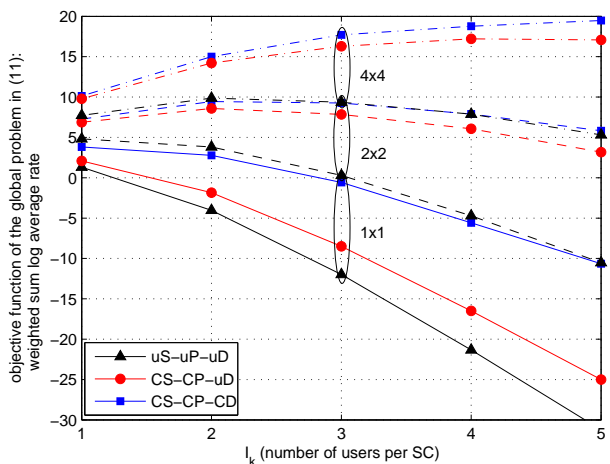 objective function of the global problem in (11):
weighted sum log average rate
20
15
10
5
0
−5
−10
−15
−20
−25
−30
4x4
2x2
1x1
uS−uP−uD
CS−CP−uD
CS−CP−CD
1
2
3
4
5
I_k (number of users per SC)